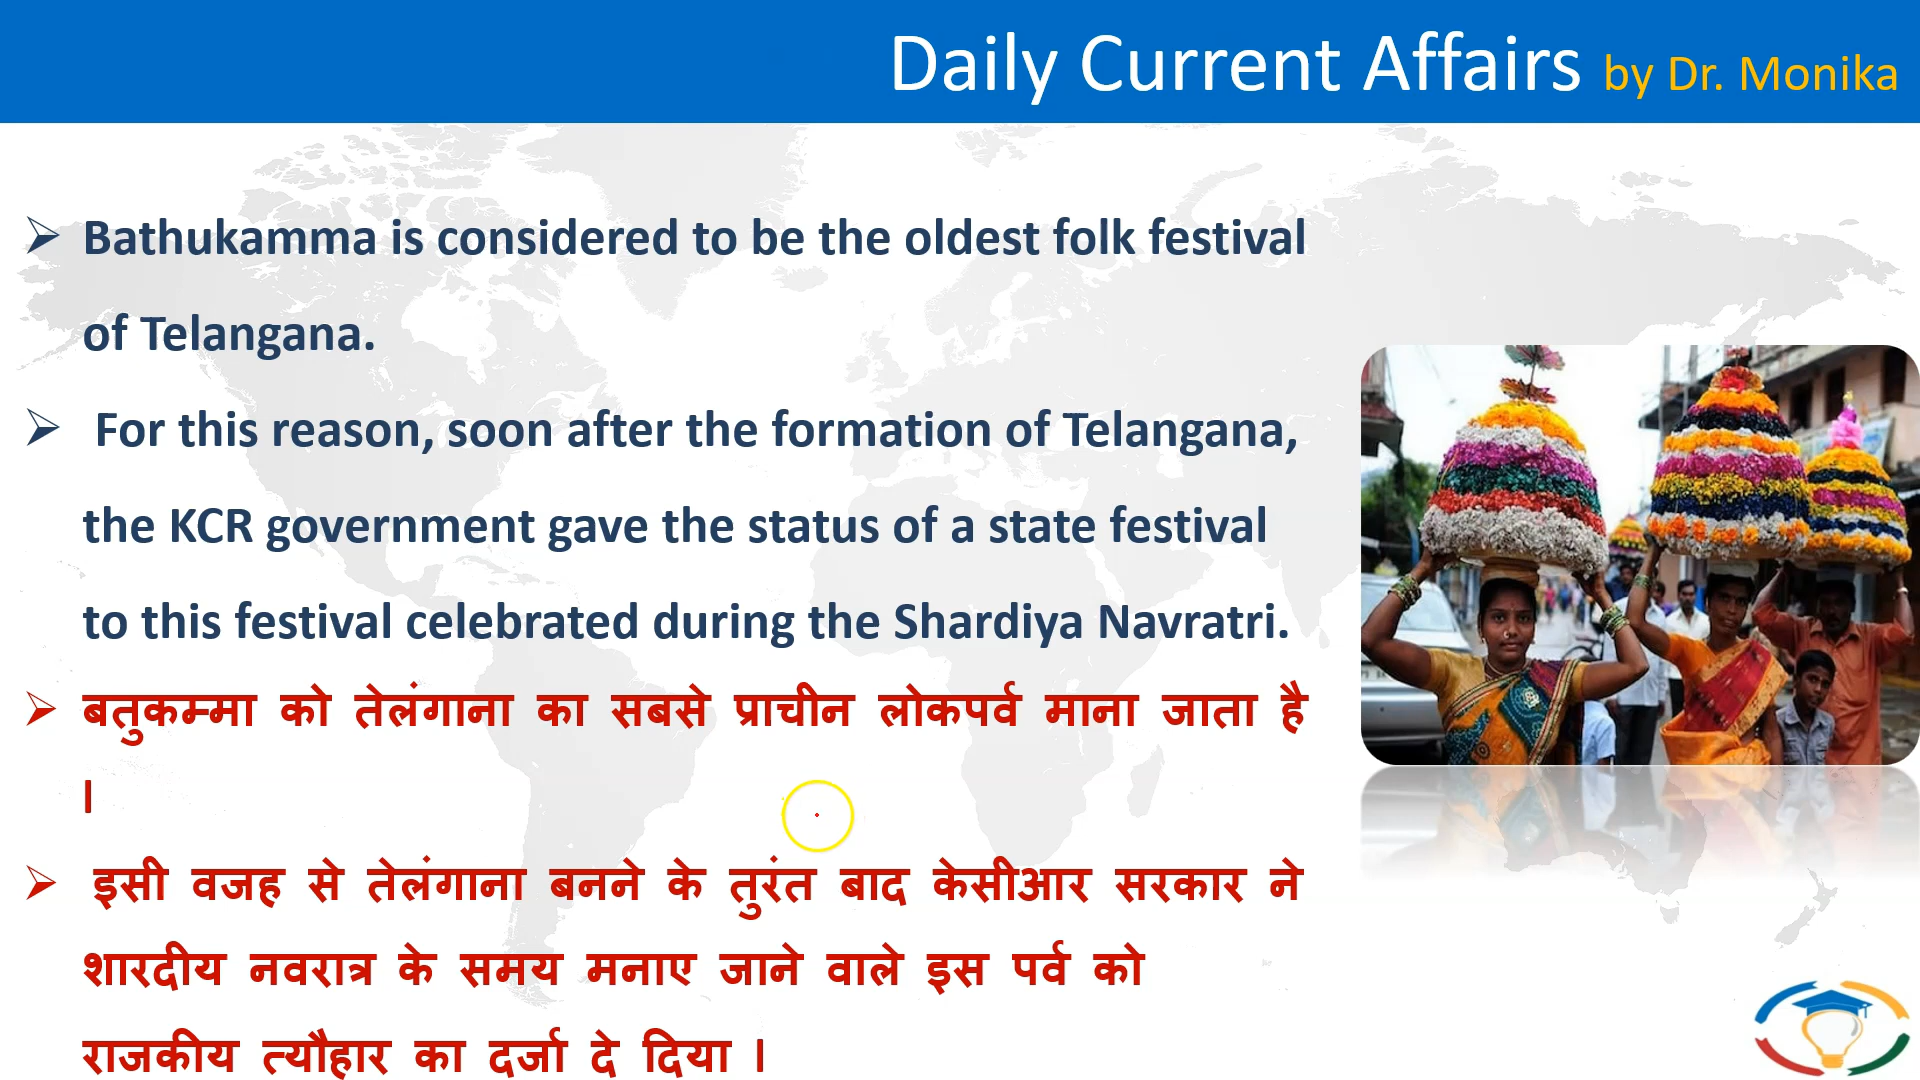 Daily Current Affairs by Dr. Monika
➢ Bathukamma is considered to be the oldest folk festival
of Telangana.
➢ For this reason, soon after the formation of Telangana,
the KCR government gave the status of a state festival
to this festival celebrated during the Shardiya Navratri.
➢ बतुकम्मा को तेलंगाना का सबसे प्राचीन लोकपर्व माना जाता है
।
➢ इसी वजह से तेलंगाना बनने के तुरंत बाद केसीआर सरकार ने
शारदीय नवरात्र के समय मनाए जाने वाले इस पर्व को
राजकीय त्यौहार का दर्जा दे दिया ।